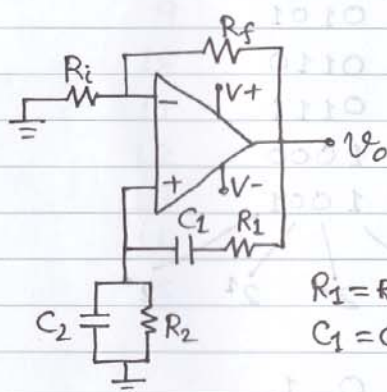 Rf
Ri
− V+
vo
+ V-
C1 R1
C2 R2
R1 =
C1 =